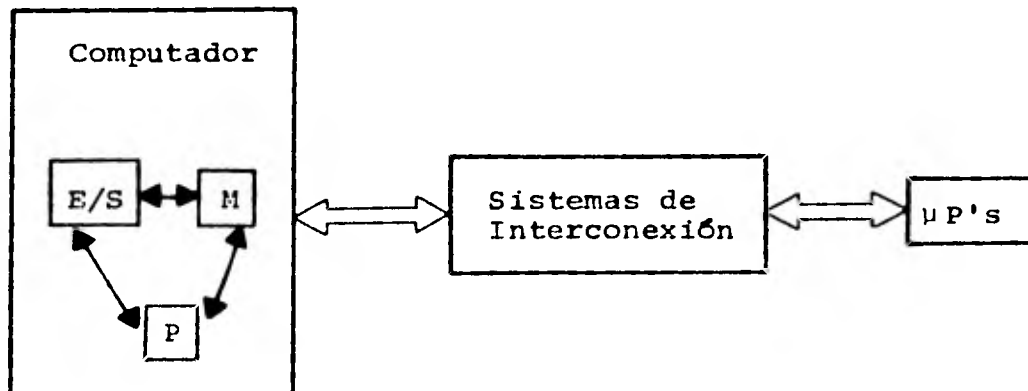 Computador
E/S
M
P
Sistemas de
Interconexión
μP's